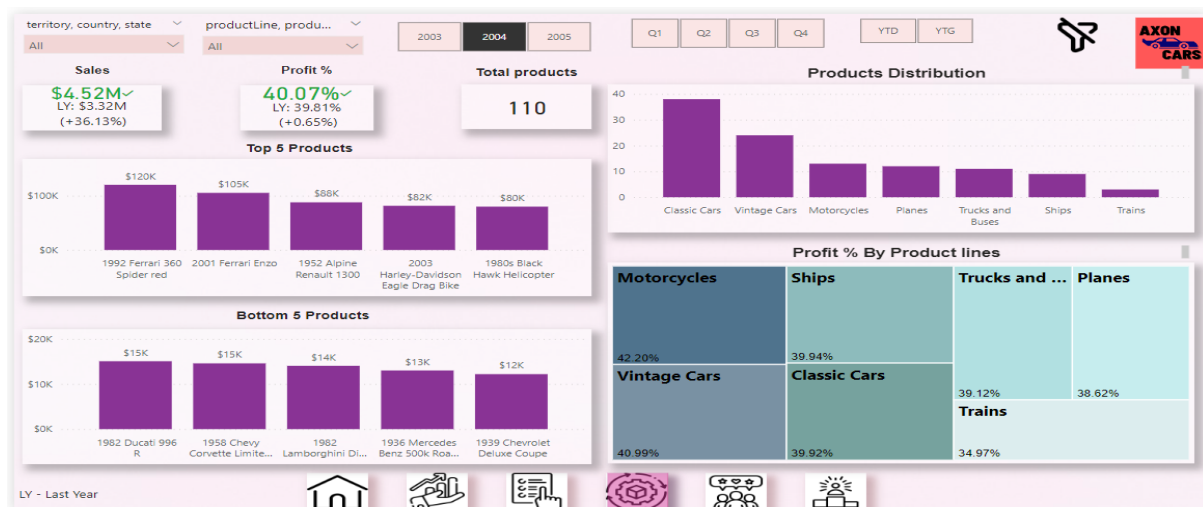 territory, country, state
All
productLine, produ...
All
2003
2004
2005
Q1
Q2
Q3
Q4
YTD
YTG
AXON
CARS
Sales
$4.52M
LY: $3.32M
(+36.13%)
Profit %
40.07%
LY: 39.81%
(+0.65%)
Total products
110
Top 5 Products
$100K
$0K
$120K
$105K
$88K
$82K
$80K
1992 Ferrari 360
Spider red
2001 Ferrari Enzo
1952 Alpine
Renault 1300
2003
Harley-Davidson
Eagle Drag Bike
1980s Black
Hawk Helicopter
Bottom 5 Products
$20K
$10K
$0K
$15K
$15K
$14K
$13K
$12K
1982 Ducati 996
R
1958 Chevy
Corvette Limite...
1982
Lamborghini Di...
1936 Mercedes
Benz 500k Roa...
1939 Chevrolet
Deluxe Coupe
Products Distribution
40
30
20
10
0
Classic Cars
Vintage Cars
Motorcycles
Planes
Trucks and
Buses
Ships
Trains
Profit % By Product lines
Motorcycles
42.20%
Vintage Cars
40.99%
Ships
39.94%
Classic Cars
39.92%
Trucks and ...
39.12%
Planes
38.62%
Trains
34.97%
LY - Last Year